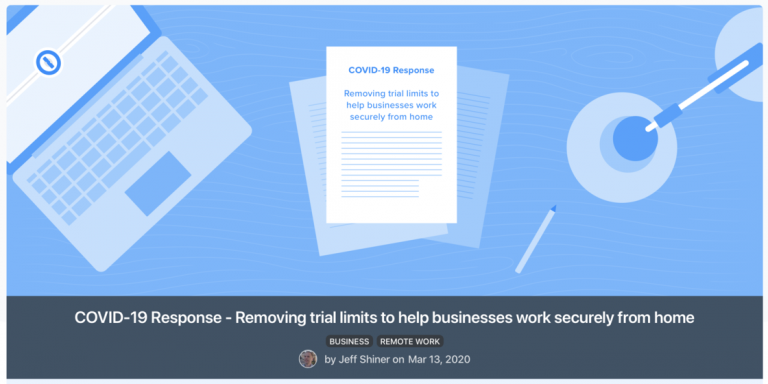 COVID-19 Response
Removing trial limits to
help businesses work
securely from home
COVID-19 Response - Removing trial limits to help businesses work securely from home
BUSINESS REMOTE WORK
by Jeff Shiner on Mar 13, 2020